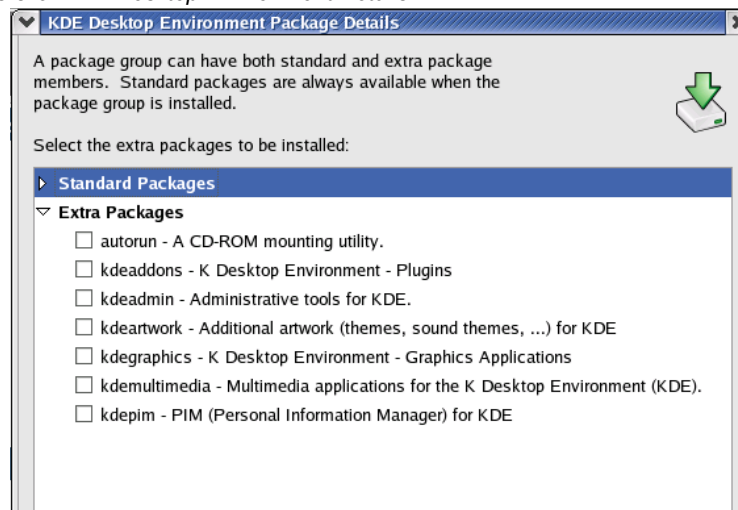 KDE Desktop Environment Package Details
A package group can have both standard and extra package
members. Standard packages are always available when the
package group is installed.
Select the extra packages to be installed:
Standard Packages
Extra Packages
autorun - A CD-ROM mounting utility.
kdeaddons - K Desktop Environment - Plugins
kdeadmin - Administrative tools for KDE.
kdeartwork - Additional artwork (themes, sound themes, ...) for KDE
kdegraphics - K Desktop Environment - Graphics Applications
kdemultimedia - Multimedia applications for the K Desktop Environment (KDE).
kdepim - PIM (Personal Information Manager) for KDE